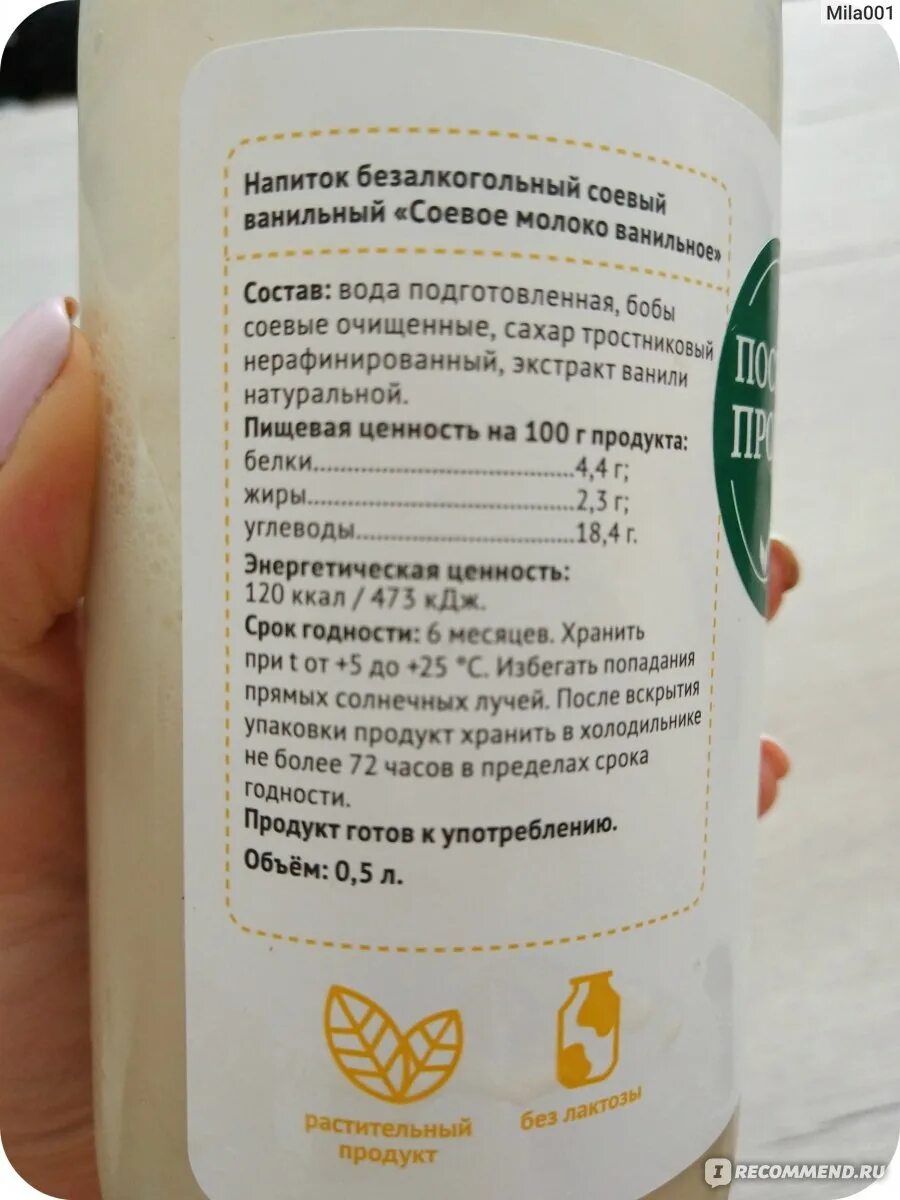 Mila001
Напиток безалкогольный соевый
ванильный «Соевое молоко ванильное»
Состав: вода подготовленная, бобы
соевые очищенные, сахар тростниковый
нерафинированный, экстракт ванили
натуральной.
Пищевая ценность на 100 г продукта:
белки..............................4,4 г;
жиры..............................2,3 г;
углеводы.........................18,4 г.
Энергетическая ценность:
120 ккал / 473 кДж.
Срок годности: 6 месяцев. Хранить
при t от +5 до +25 °С. Избегать попадания
прямых солнечных лучей. После вскрытия
упаковки продукт хранить в холодильнике
не более 72 часов в пределах срока
годности.
Продукт готов к употреблению.
Объём: 0,5 л.
ПОС
ПРО
растительный
продукт
без лактозы
I RECOMMEND.RU